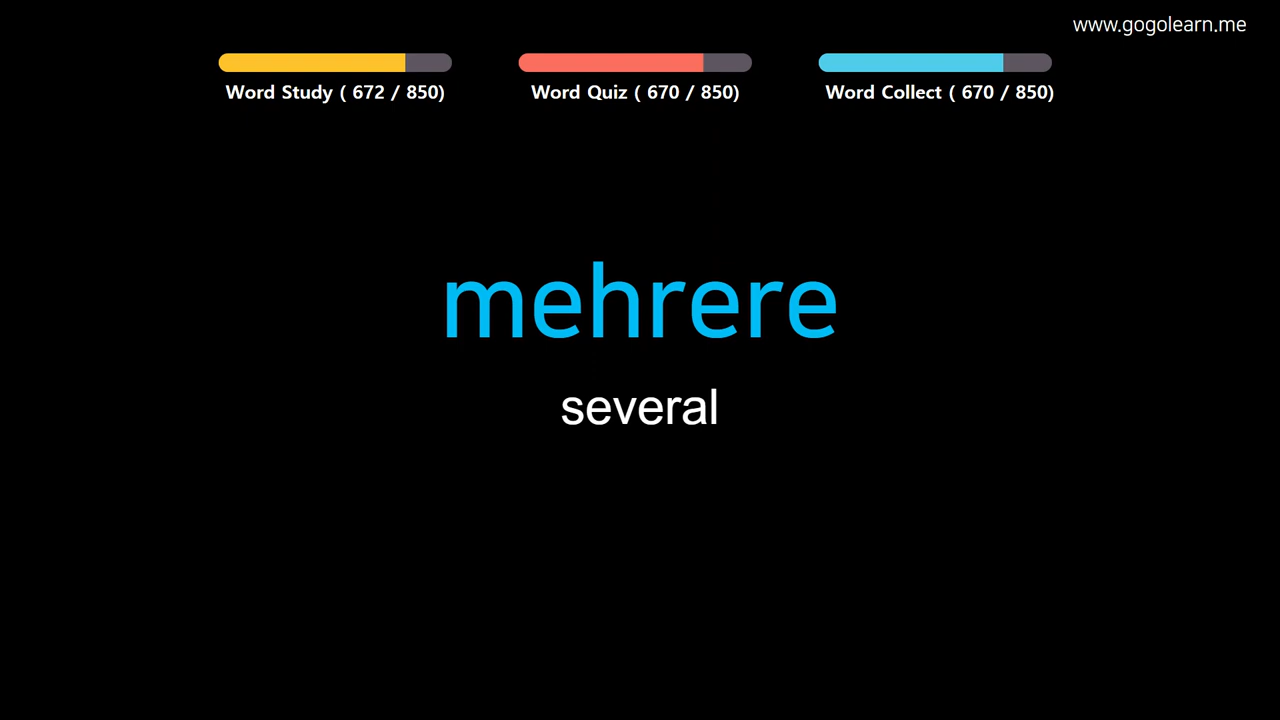 www.gogolearn.me
Word Study ( 672 / 850)
Word Quiz ( 670 / 850)
Word Collect ( 670 / 850)
mehrere
several